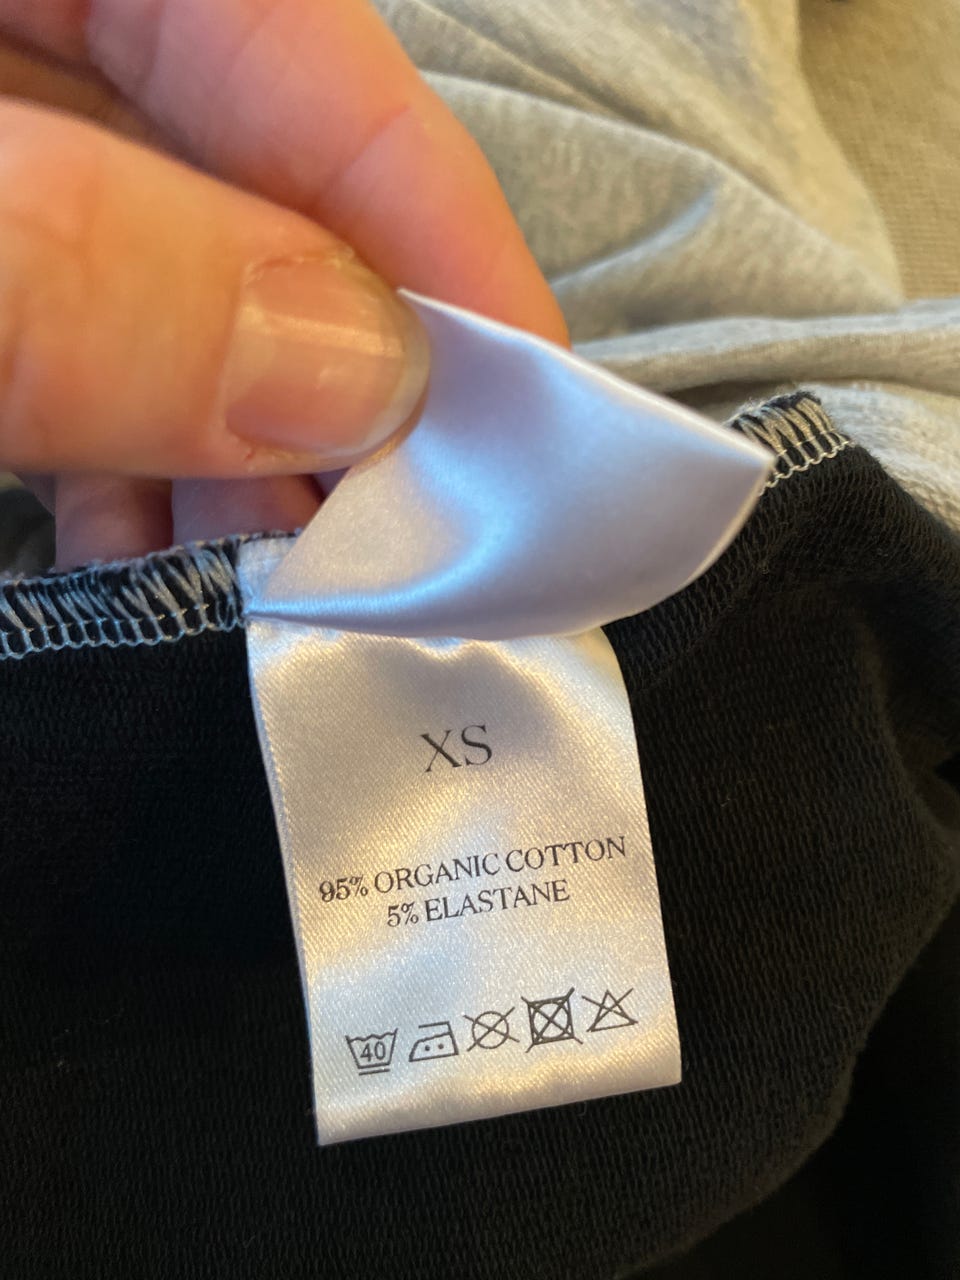 XS
95% ORGANIC COTTON
5% ELASTANE
40